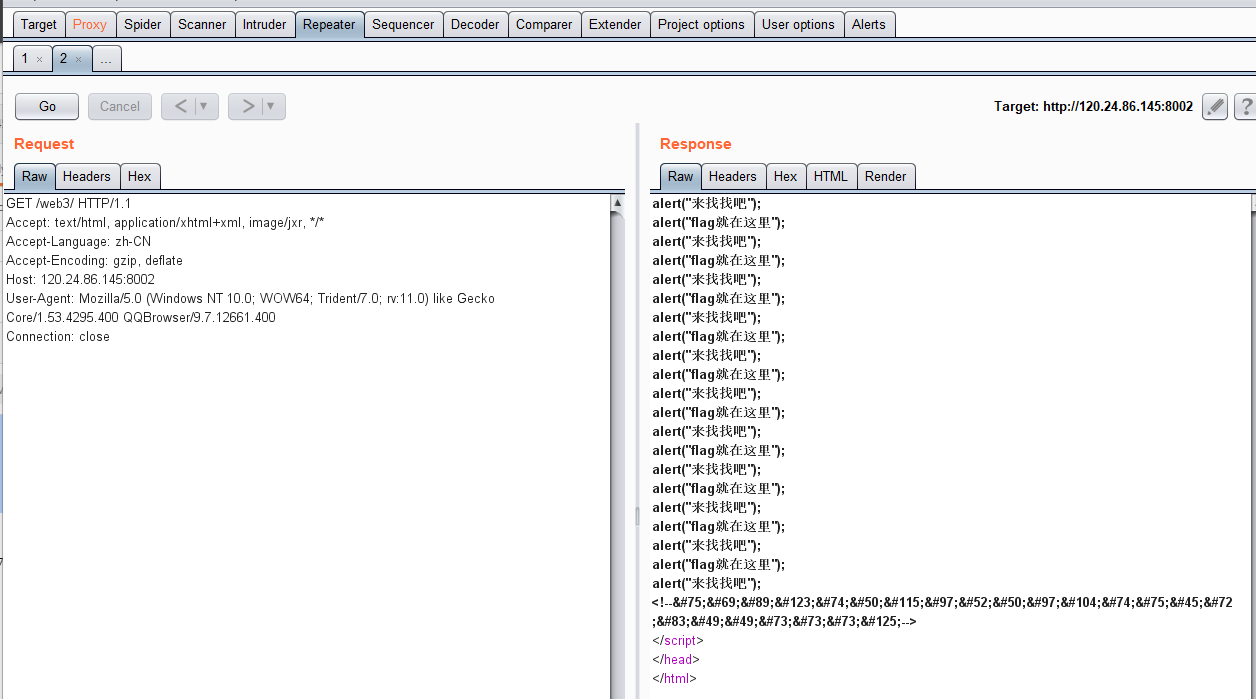 Target Proxy Spider Scanner Intruder Repeater Sequencer Decoder Comparer Extender Project options User options Alerts
1 × 2 × ...
Go Cancel < ▼ > ▼ Target: http://120.24.86.145:8002 ?
Request
Raw Headers Hex
GET /web3/ HTTP/1.1
Accept: text/html, application/xhtml+xml, image/jxr, */*
Accept-Language: zh-CN
Accept-Encoding: gzip, deflate
Host: 120.24.86.145:8002
User-Agent: Mozilla/5.0 (Windows NT 10.0; WOW64; Trident/7.0; rv:11.0) like Gecko
Core/1.53.4295.400 QQBrowser/9.7.12661.400
Connection: close
Response
Raw Headers Hex HTML Render
alert("来找找吧");
alert("flag就在这里");
alert("来找找吧");
alert("flag就在这里");
alert("来找找吧");
alert("flag就在这里");
alert("来找找吧");
alert("flag就在这里");
alert("来找找吧");
alert("flag就在这里");
alert("来找找吧");
alert("flag就在这里");
alert("来找找吧");
alert("flag就在这里");
alert("来找找吧");
alert("flag就在这里");
alert("来找找吧");
alert("flag就在这里");
alert("来找找吧");
alert("flag就在这里");
alert("来找找吧");
<!--&#75;&#69;&#89;&#123;&#74;&#50;&#115;&#97;&#52;&#50;&#97;&#104;&#74;&#75;&#45;&#72
;&#83;&#49;&#49;&#73;&#73;&#73;&#125;-->
</script>
</head>
</html>